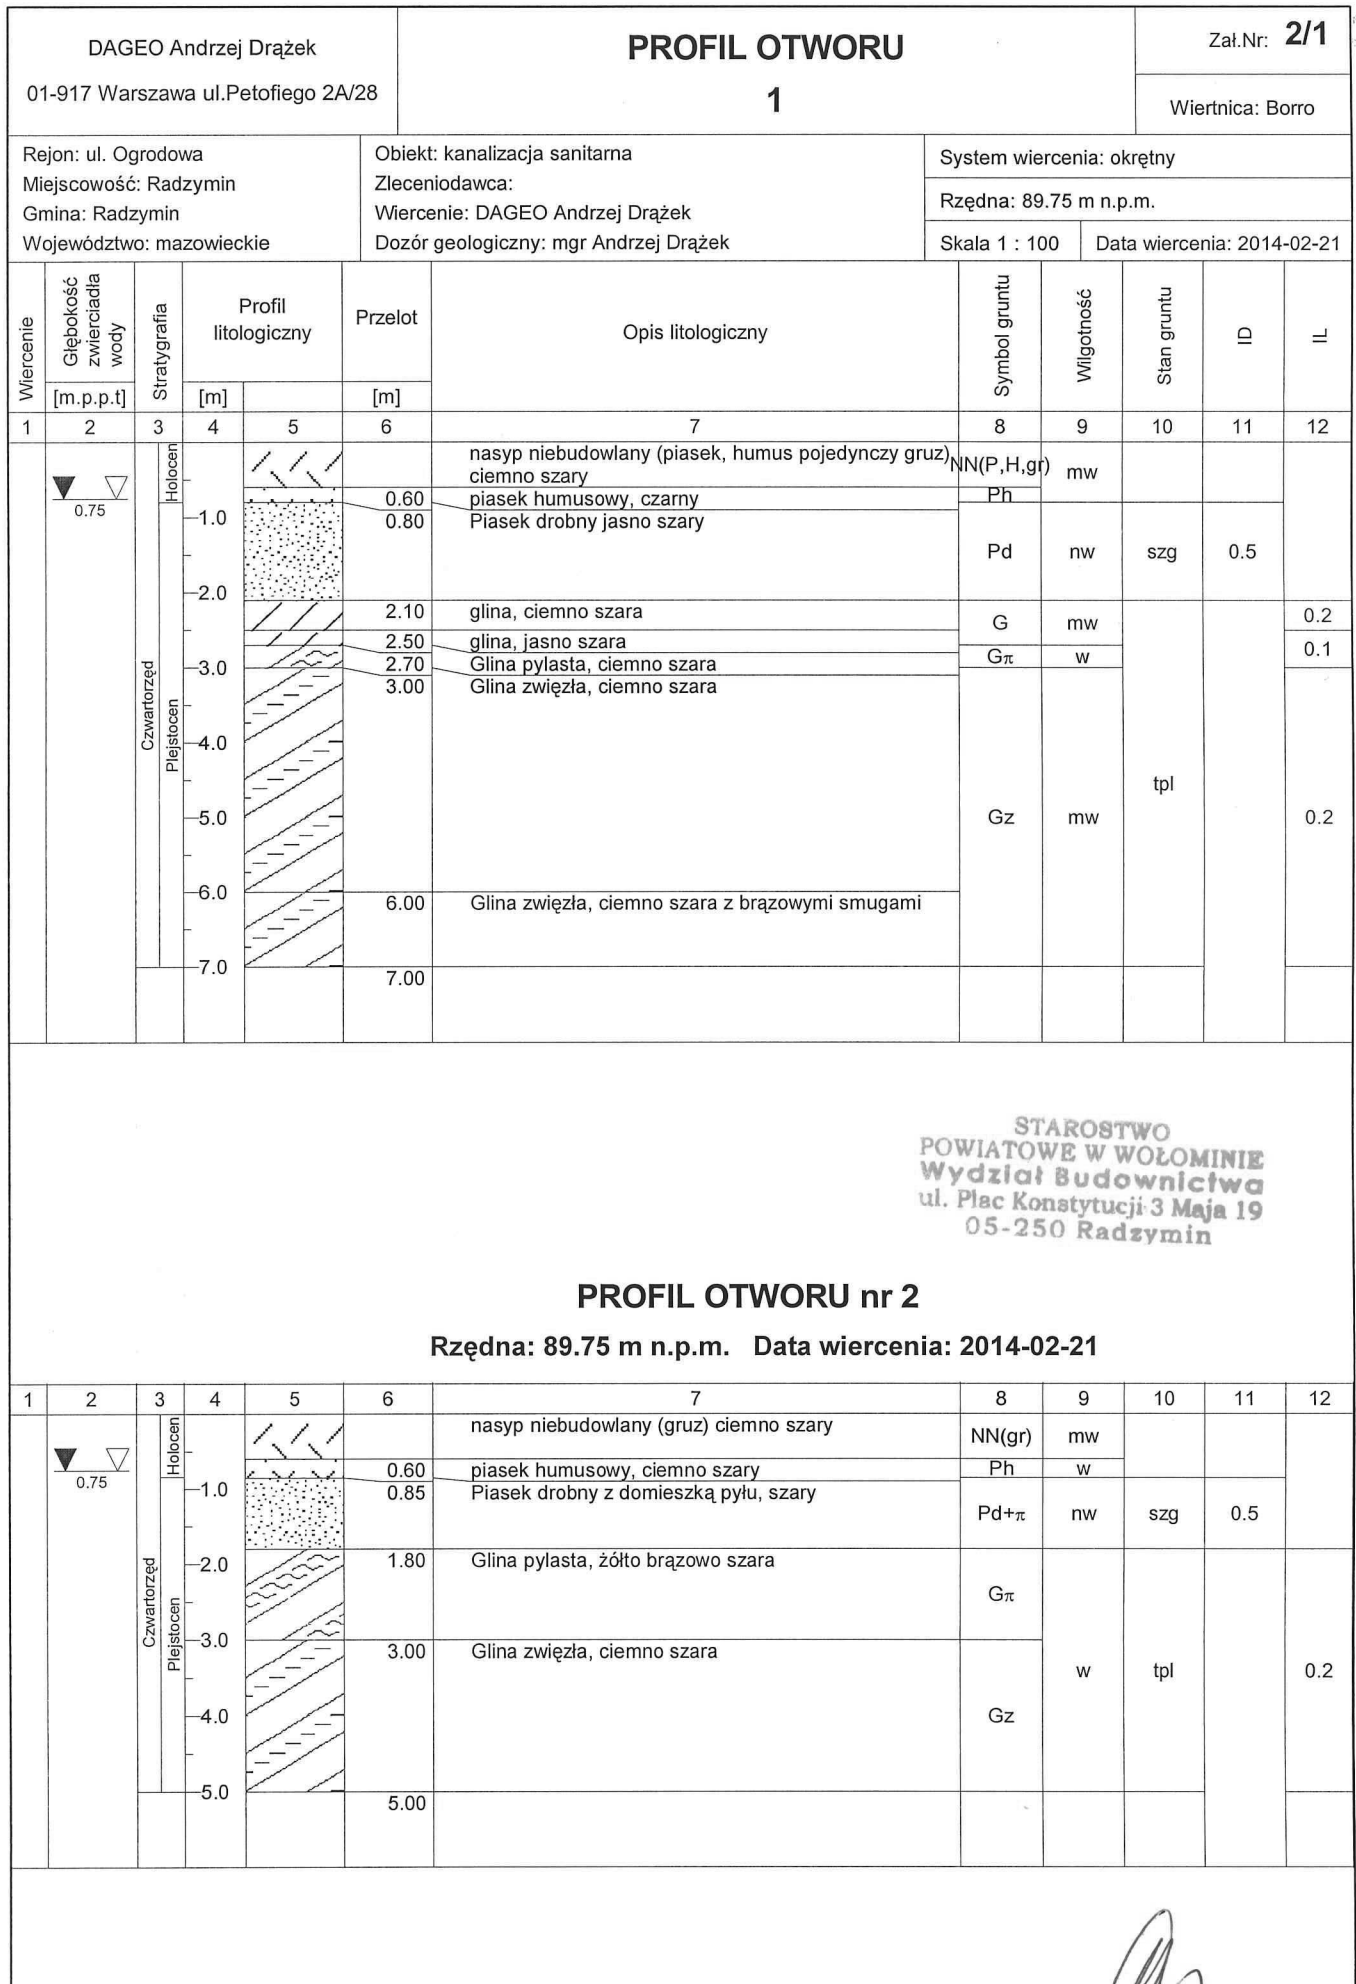 DAGEO Andrzej Drążek
01-917 Warszawa ul.Petofiego 2A/28
PROFIL OTWORU
1
Zał.Nr: 2/1
Wiertnica: Borro
Rejon: ul. Ogrodowa
Miejscowość: Radzymin
Gmina: Radzymin
Województwo: mazowieckie
Obiekt: kanalizacja sanitarna
Zleceniodawca:
Wiercenie: DAGEO Andrzej Drążek
Dozór geologiczny: mgr Andrzej Drążek
System wiercenia: okrętny
Rzędna: 89.75 m n.p.m.
Skala 1 : 100 Data wiercenia: 2014-02-21
Wiercenie
Głębokość
zwierciadła
wody
[m.p.p.t]
Stratygrafia
Profil
litologiczny
[m]
Przelot
[m]
Opis litologiczny
Symbol gruntu
Wilgotność
Stan gruntu
ID
IL
1 2 3 4 5 6 7 8 9 10 11 12
0.75
Holocen
Czwartorzęd
Plejstocen
1.0
2.0
3.0
4.0
5.0
6.0
7.0
nasyp niebudowlany (piasek, humus pojedynczy gruz) NN(P,H,gr) mw
ciemno szary
0.60 piasek humusowy, czarny Ph
0.80 Piasek drobny jasno szary
Pd nw szg 0.5
2.10 glina, ciemno szara G mw 0.2
2.50 glina, jasno szara 0.1
2.70 Glina pylasta, ciemno szara Gπ w
3.00 Glina zwięzła, ciemno szara
tpl
Gz mw 0.2
6.00 Glina zwięzła, ciemno szara z brązowymi smugami
7.00
STAROSTWO
POWIATOWE W WOŁOMINIE
Wydział Budownictwa
ul. Plac Konstytucji 3 Maja 19
05-250 Radzymin
PROFIL OTWORU nr 2
Rzędna: 89.75 m n.p.m. Data wiercenia: 2014-02-21
1 2 3 4 5 6 7 8 9 10 11 12
0.75
Holocen
Czwartorzęd
Plejstocen
1.0
2.0
3.0
4.0
5.0
nasyp niebudowlany (gruz) ciemno szary NN(gr) mw
0.60 piasek humusowy, ciemno szary Ph w
0.85 Piasek drobny z domieszką pyłu, szary
Pd+π nw szg 0.5
1.80 Glina pylasta, żółto brązowo szara
Gπ
3.00 Glina zwięzła, ciemno szara
w tpl 0.2
Gz
5.00